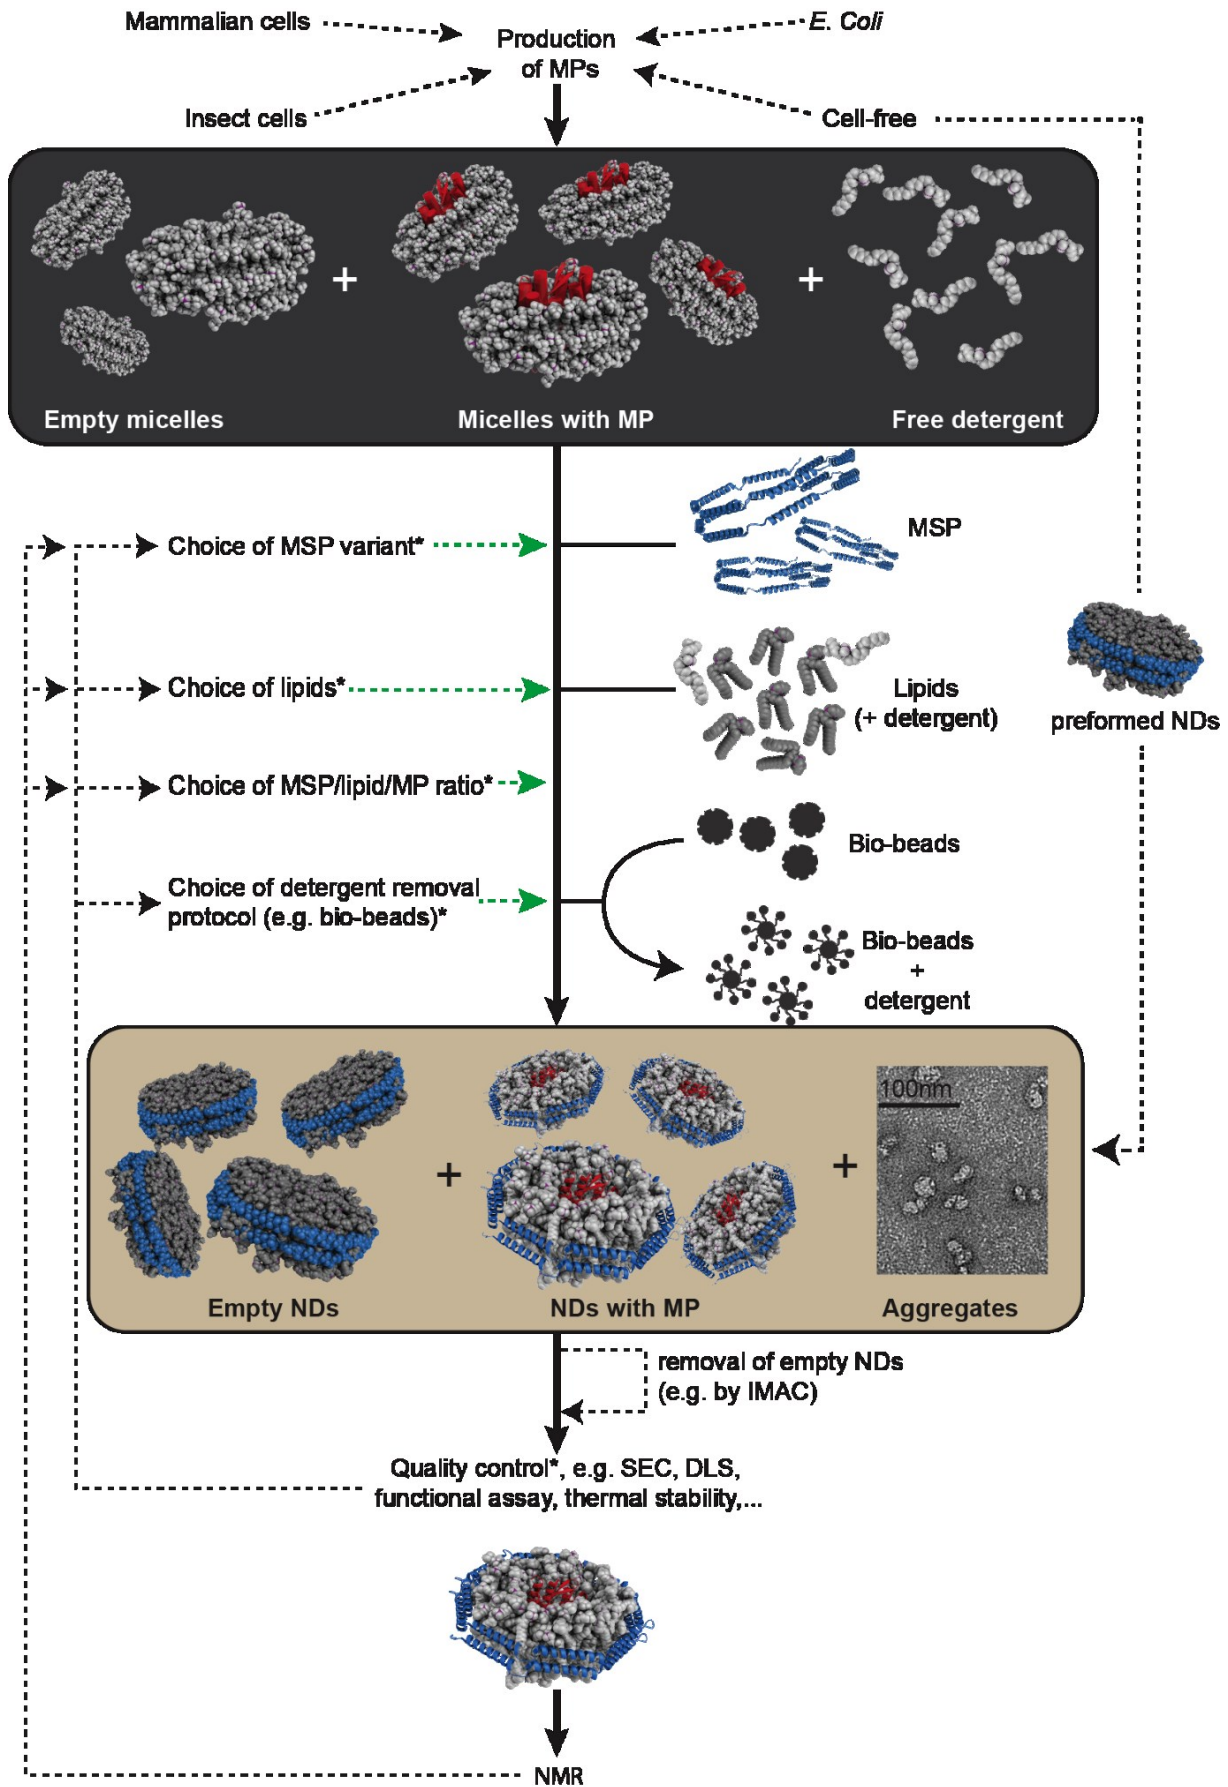 Mammalian cells
E. Coli
Production
of MPs
Insect cells
Cell-free
+
+
Empty micelles
Micelles with MP
Free detergent
MSP
Choice of MSP variant*
Choice of lipids*
Lipids
(+ detergent)
preformed NDs
Choice of MSP/lipid/MP ratio*
Bio-beads
Choice of detergent removal
protocol (e.g. bio-beads)*
Bio-beads
+
detergent
100nm
+
+
Empty NDs
NDs with MP
Aggregates
removal of empty NDs
(e.g. by IMAC)
Quality control*, e.g. SEC, DLS,
functional assay, thermal stability,...
NMR